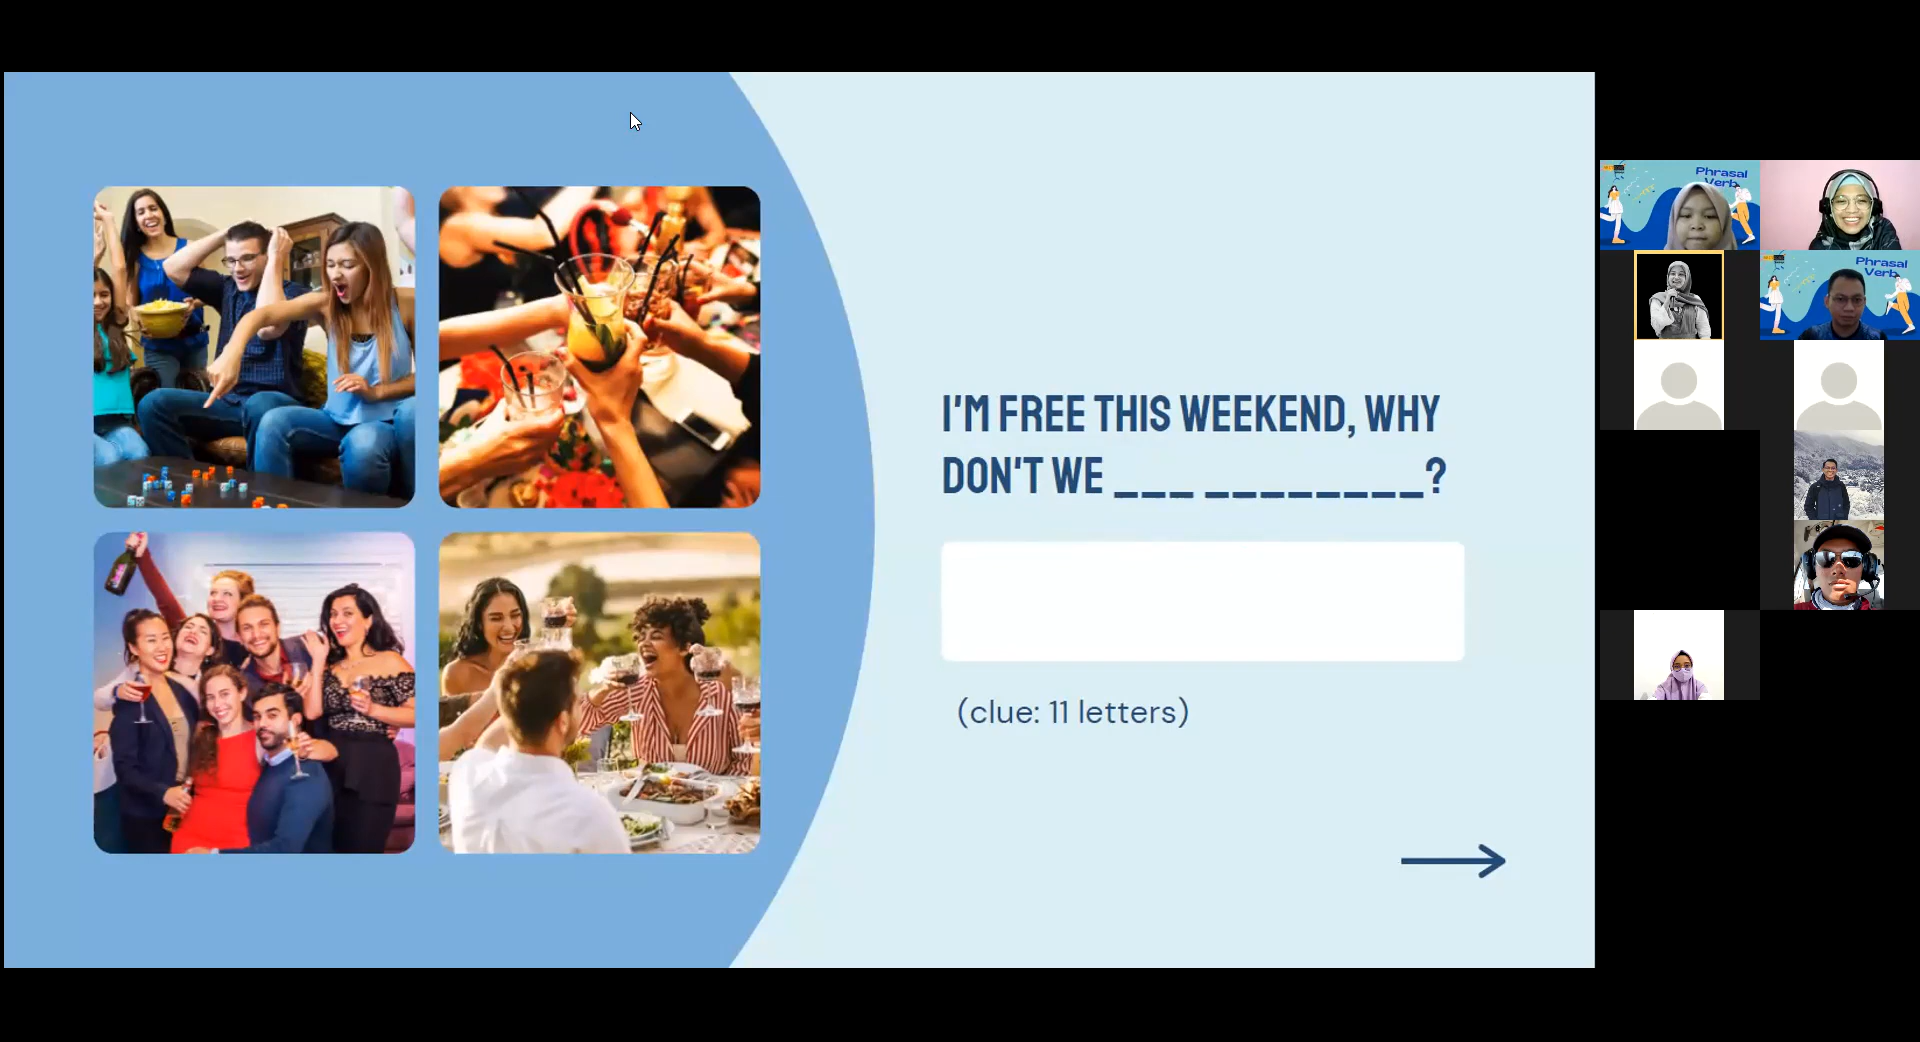 I'M FREE THIS WEEKEND, WHY
DON'T WE ___ ________?
(clue: 11 letters)
Phrasal
Verb
Phrasal
Verb